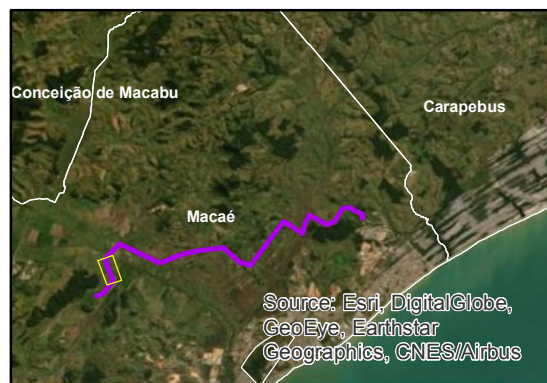 Conceição de Macabu
Carapebus
Macaé
Source: Esri, DigitalGlobe,
GeoEye, Earthstar
Geographics, CNES/Airbus